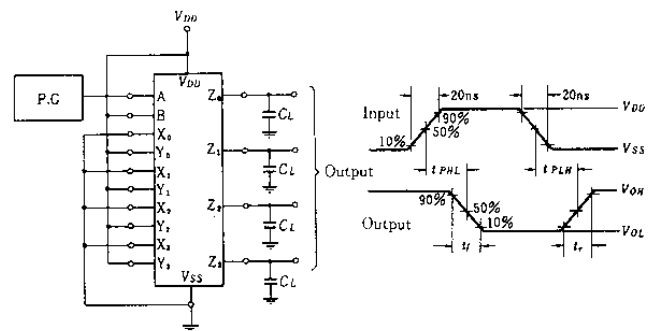 VDD
P.G
VDD
A
B
X0
Y0
X1
Y1
X2
Y2
X3
Y3
VSS
Z0
Z1
Z2
Z3
CL
CL
CL
CL
Output
Input
20ns
20ns
VDD
90%
50%
10%
VSS
tPHL
tPLH
VOH
90%
50%
10%
Output
VOL
tf
tr